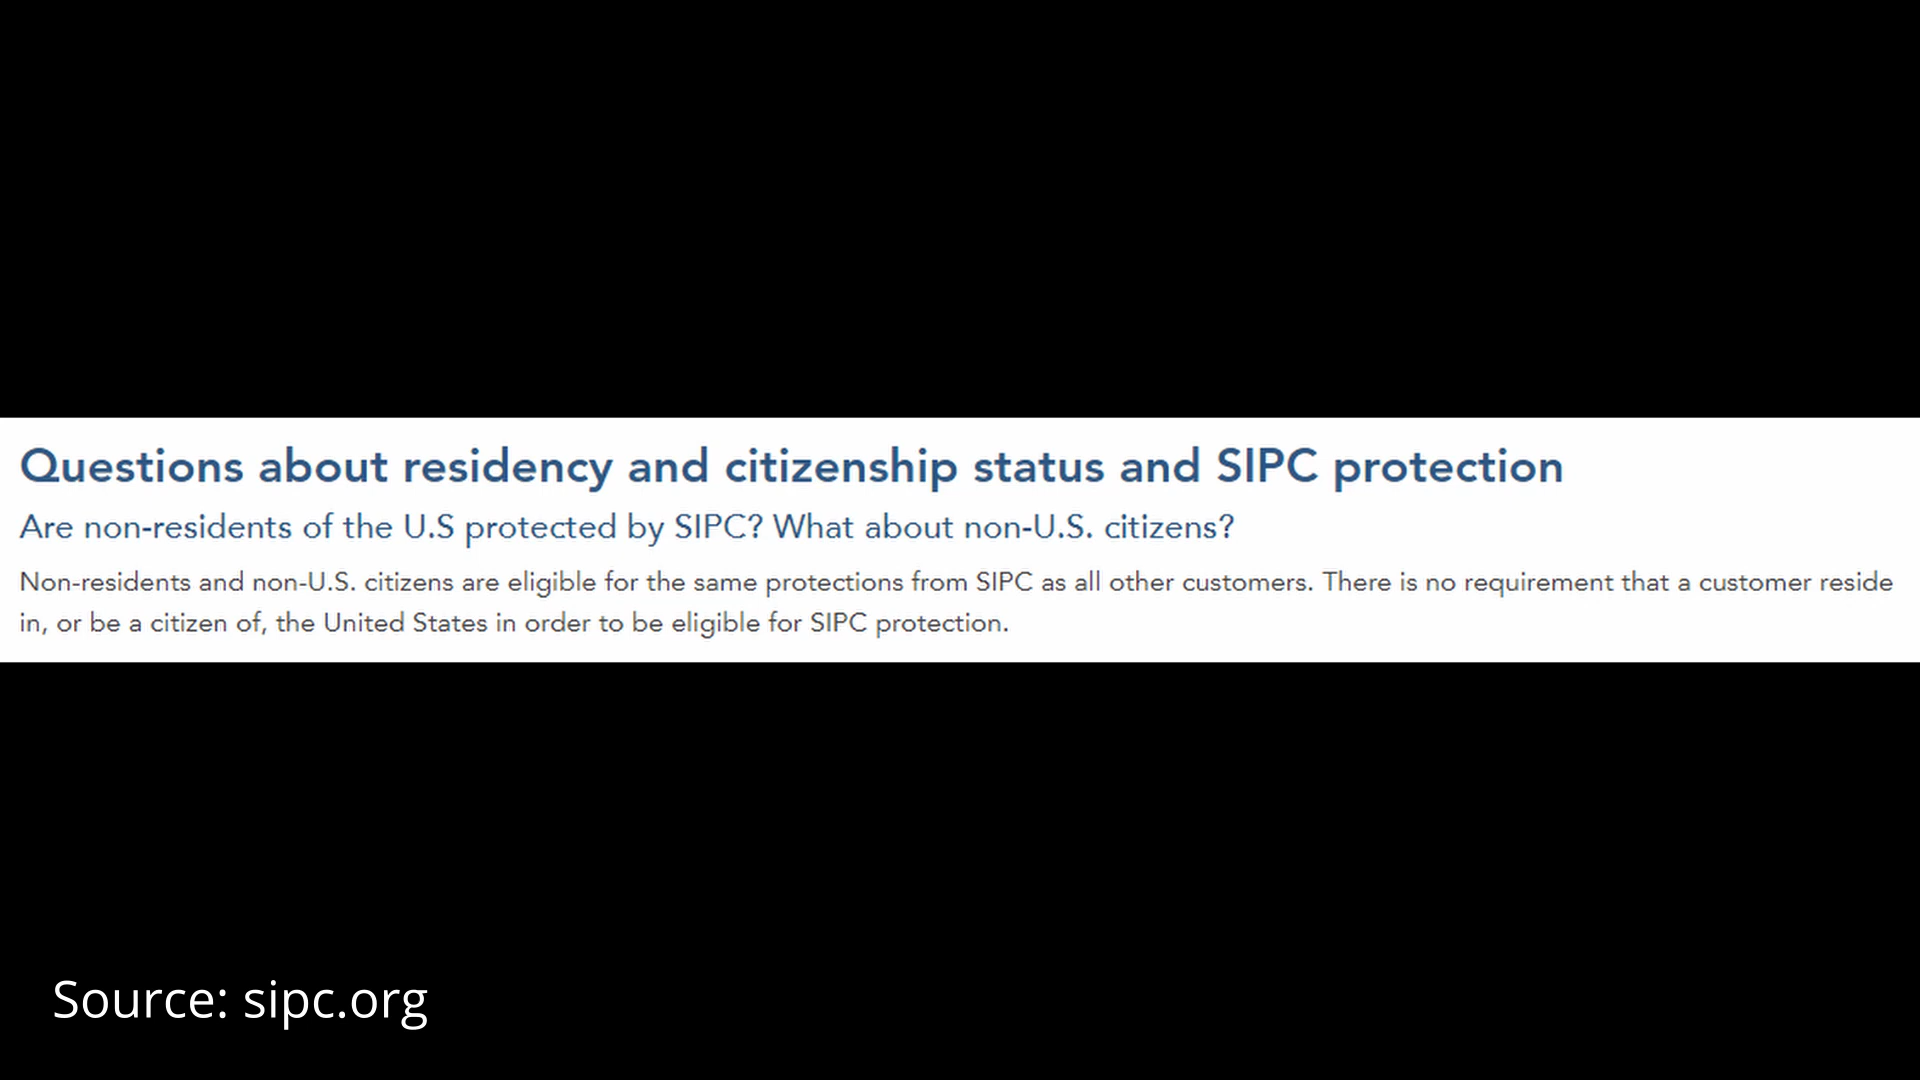 Questions about residency and citizenship status and SIPC protection
Are non-residents of the U.S protected by SIPC? What about non-U.S. citizens?
Non-residents and non-U.S. citizens are eligible for the same protections from SIPC as all other customers. There is no requirement that a customer reside
in, or be a citizen of, the United States in order to be eligible for SIPC protection.
Source: sipc.org